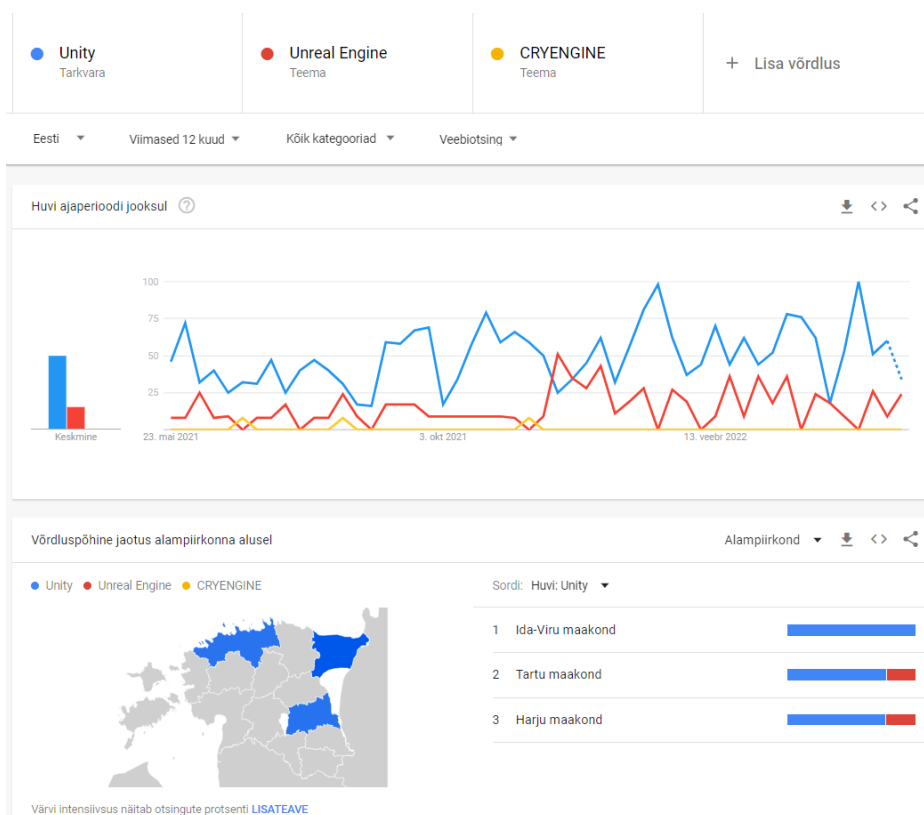 Unity
Tarkvara
Unreal Engine
Teema
CRYENGINE
Teema
+ Lisa võrdlus
Eesti
Viimased 12 kuud
Kõik kategooriad
Veebiotsing
Huvi ajaperioodi jooksul ?
100
75
50
25
Keskmine
23. mai 2021
3. okt 2021
13. veebr 2022
Võrdluspõhine jaotus alampiirkonna alusel
Alampiirkond
Unity Unreal Engine CRYENGINE
Sordi: Huvi: Unity
1 Ida-Viru maakond
2 Tartu maakond
3 Harju maakond
Värvi intensiivsus näitab otsingute protsenti LISATEAVE